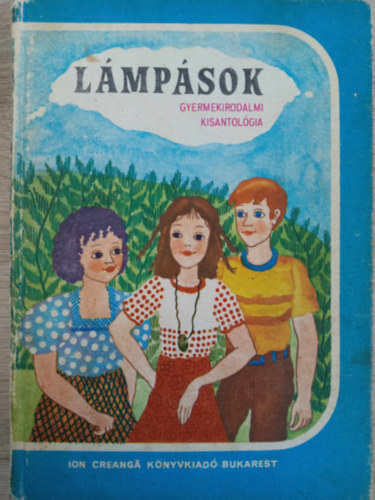 LÁMPÁSOK
GYERMEKIRODALMI
KISANTOLÓGIA
ION CREANGĂ KÖNYVKIADÓ BUKAREST